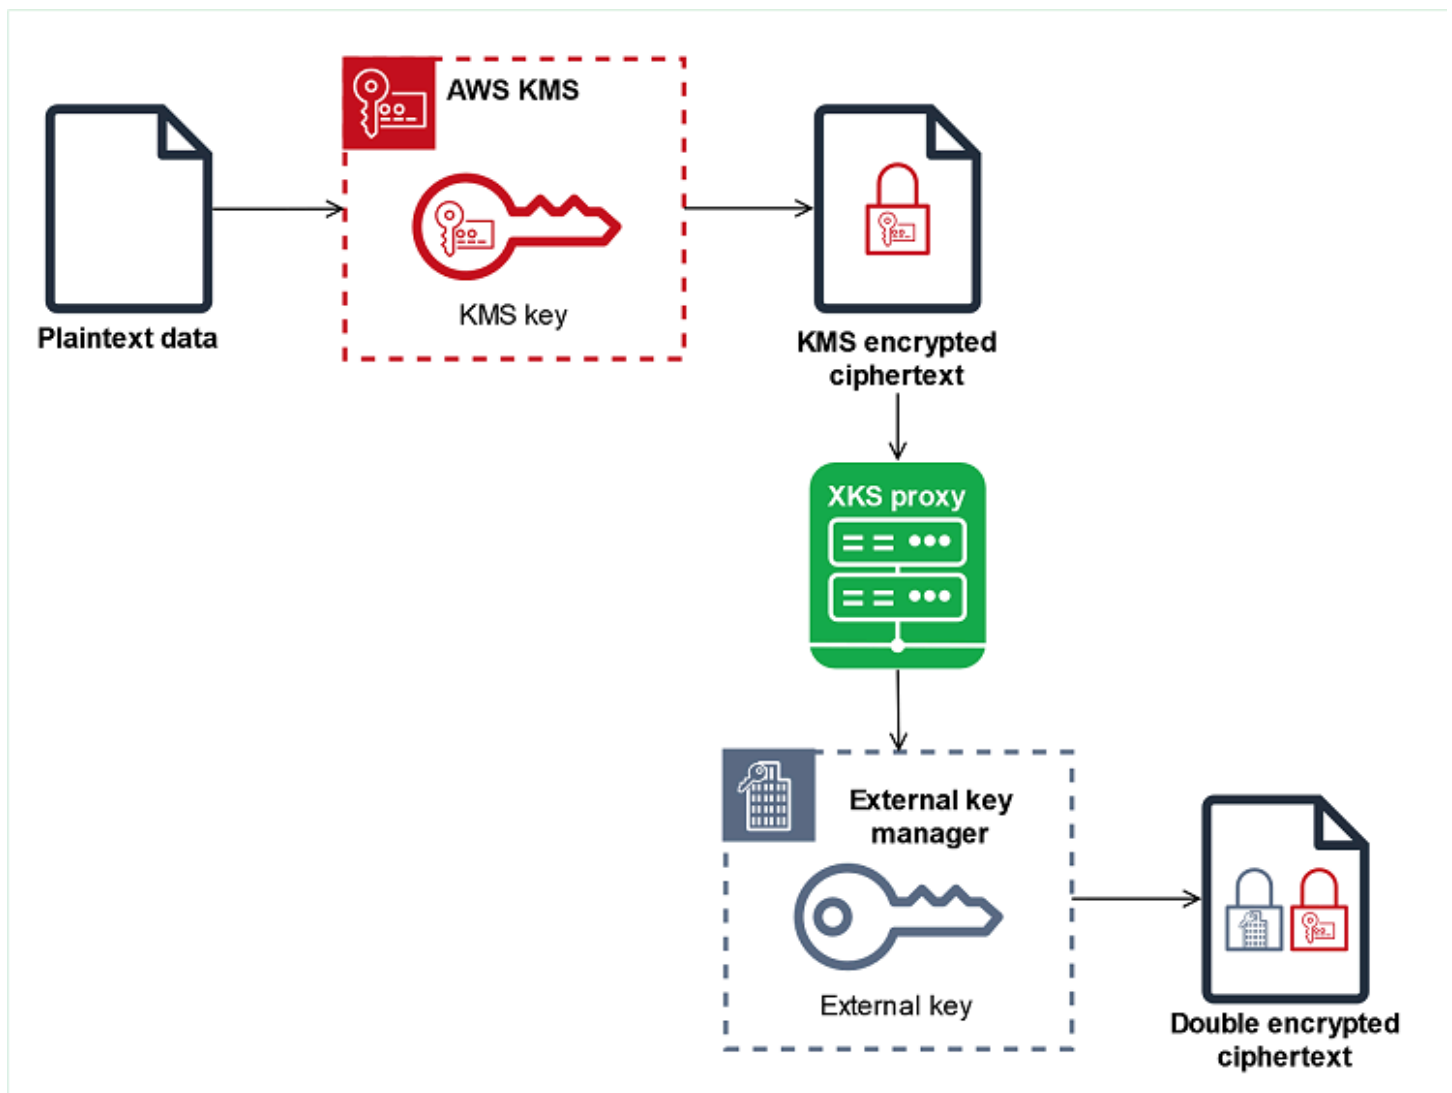 AWS KMS
KMS key
Plaintext data
KMS encrypted
ciphertext
XKS proxy
External key
manager
External key
Double encrypted
ciphertext